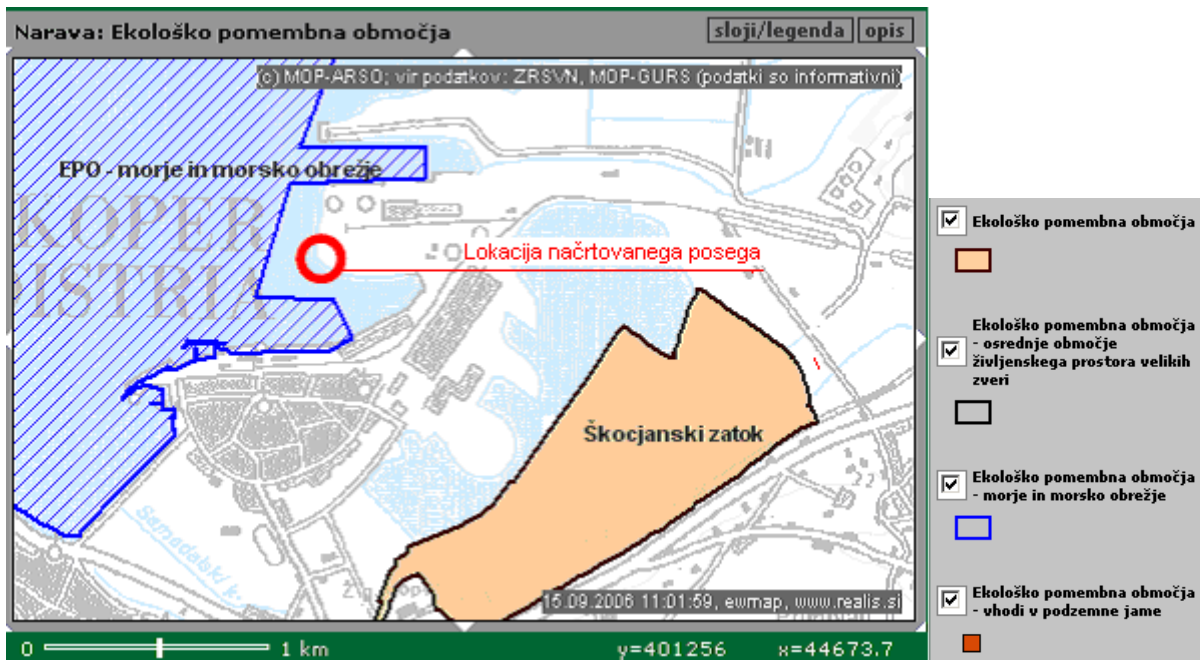 Narava: Ekološko pomembna območja
sloji/legenda opis
(c) MOP-ARSO; vir podatkov: ZRSVN, MOP-GURS (podatki so informativni)
EPO - morje in morsko obrežje
KOPER
ISTRIA
Lokacija načrtovanega posega
Škocjanski zatok
22
15.09.2006 11:01:59, ewmap, www.realis.si
0 1 km y=401256 x=44673.7
Ekološko pomembna območja
Ekološko pomembna območja
- osrednje območje
življenskega prostora velikih
zveri
Ekološko pomembna območja
- morje in morsko obrežje
Ekološko pomembna območja
- vhodi v podzemne jame